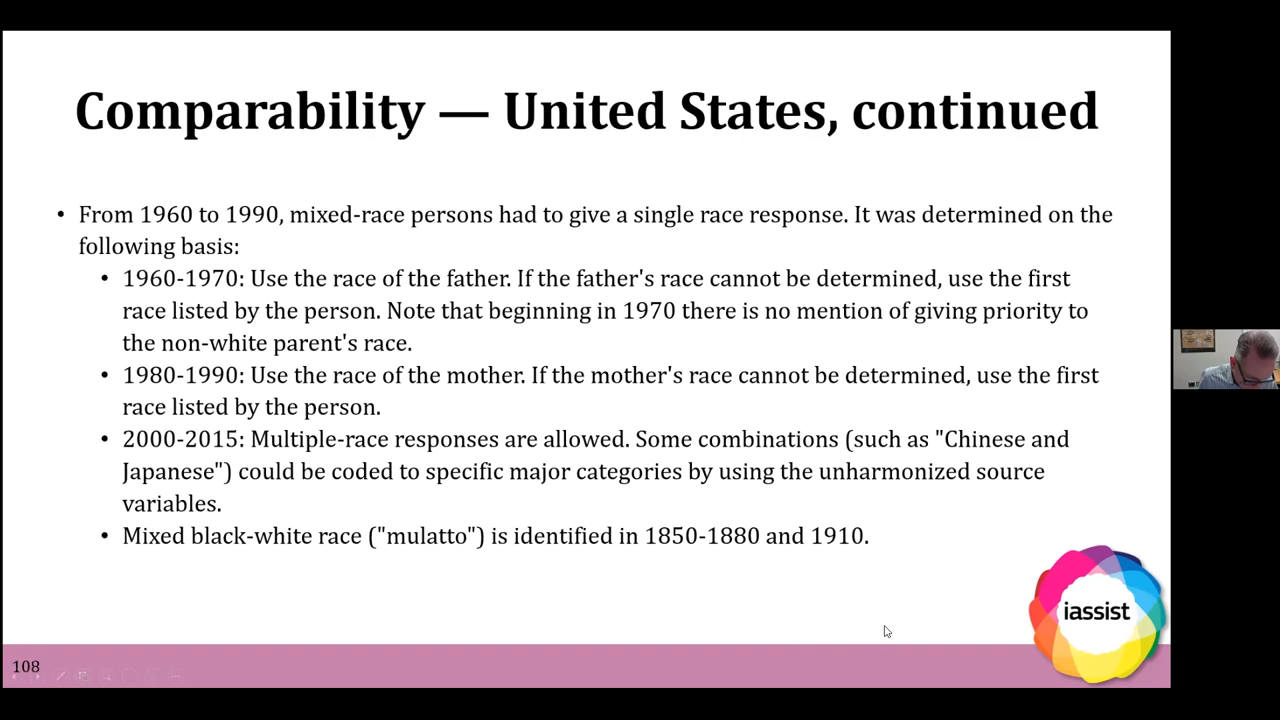 Comparability — United States, continued
• From 1960 to 1990, mixed-race persons had to give a single race response. It was determined on the
following basis:
• 1960-1970: Use the race of the father. If the father's race cannot be determined, use the first
race listed by the person. Note that beginning in 1970 there is no mention of giving priority to
the non-white parent's race.
• 1980-1990: Use the race of the mother. If the mother's race cannot be determined, use the first
race listed by the person.
• 2000-2015: Multiple-race responses are allowed. Some combinations (such as "Chinese and
Japanese") could be coded to specific major categories by using the unharmonized source
variables.
• Mixed black-white race ("mulatto") is identified in 1850-1880 and 1910.
iassist
108